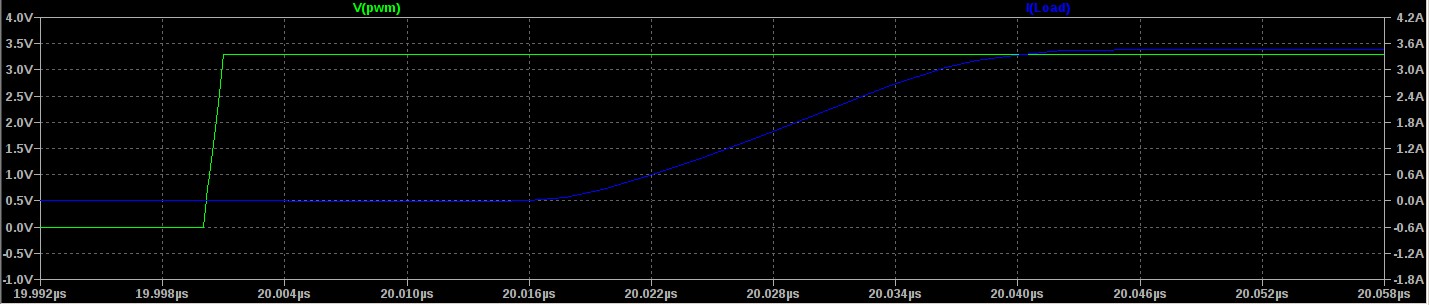 V(pwm) I(Load)
4.0V 4.2A
3.5V 3.6A
3.0V 3.0A
2.5V 2.4A
2.0V 1.8A
1.5V 1.2A
1.0V 0.6A
0.5V 0.0A
0.0V -0.6A
-0.5V -1.2A
-1.0V -1.8A
19.992µs 19.998µs 20.004µs 20.010µs 20.016µs 20.022µs 20.028µs 20.034µs 20.040µs 20.046µs 20.052µs 20.058µs